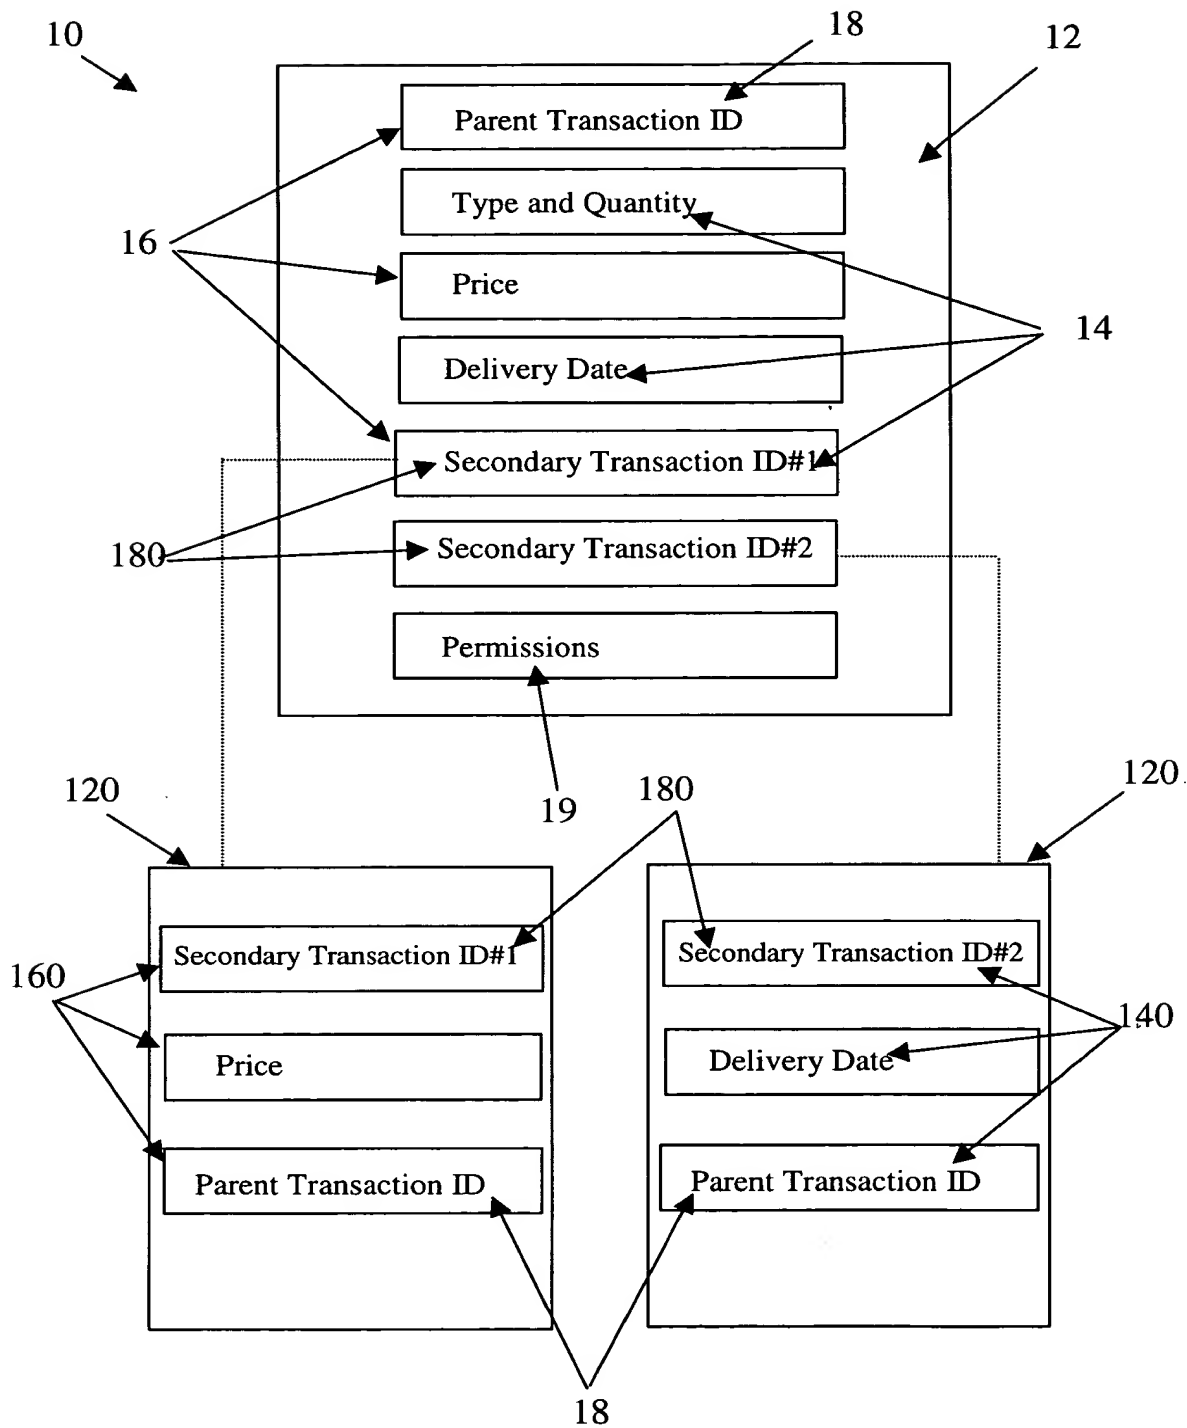 10
18
12
Parent Transaction ID
Type and Quantity
16
Price
14
Delivery Date
Secondary Transaction ID#1
180
Secondary Transaction ID#2
Permissions
120
19
180
120
Secondary Transaction ID#1
Secondary Transaction ID#2
160
140
Price
Delivery Date
Parent Transaction ID
Parent Transaction ID
18